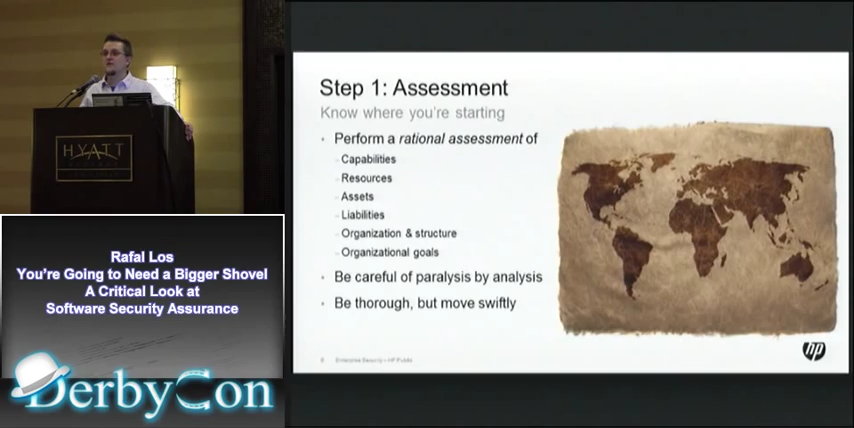 HYATT
Rafal Los
You're Going to Need a Bigger Shovel
A Critical Look at
Software Security Assurance
DerbyCon
Step 1: Assessment
Know where you're starting
Perform a rational assessment of
Capabilities
Resources
Assets
Liabilities
Organization & structure
Organizational goals
Be careful of paralysis by analysis
Be thorough, but move swiftly
Enterprise Security – HP Public
hp